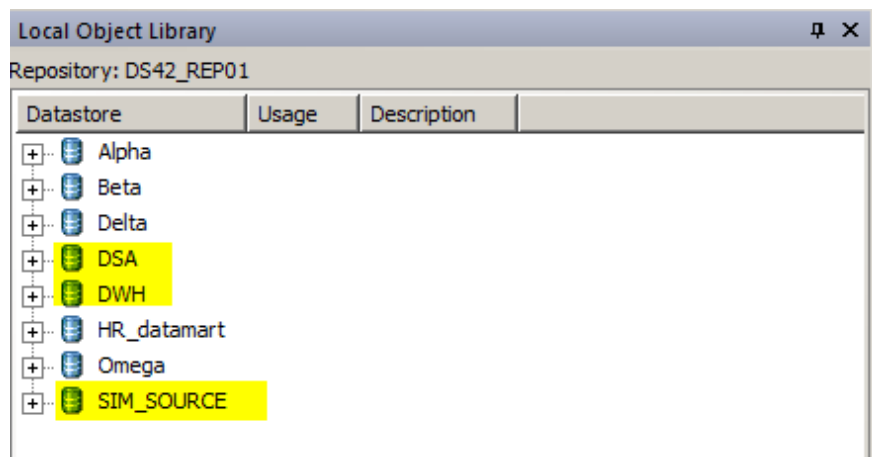 Local Object Library
Repository: DS42_REP01
Datastore Usage Description
Alpha
Beta
Delta
DSA
DWH
HR_datamart
Omega
SIM_SOURCE